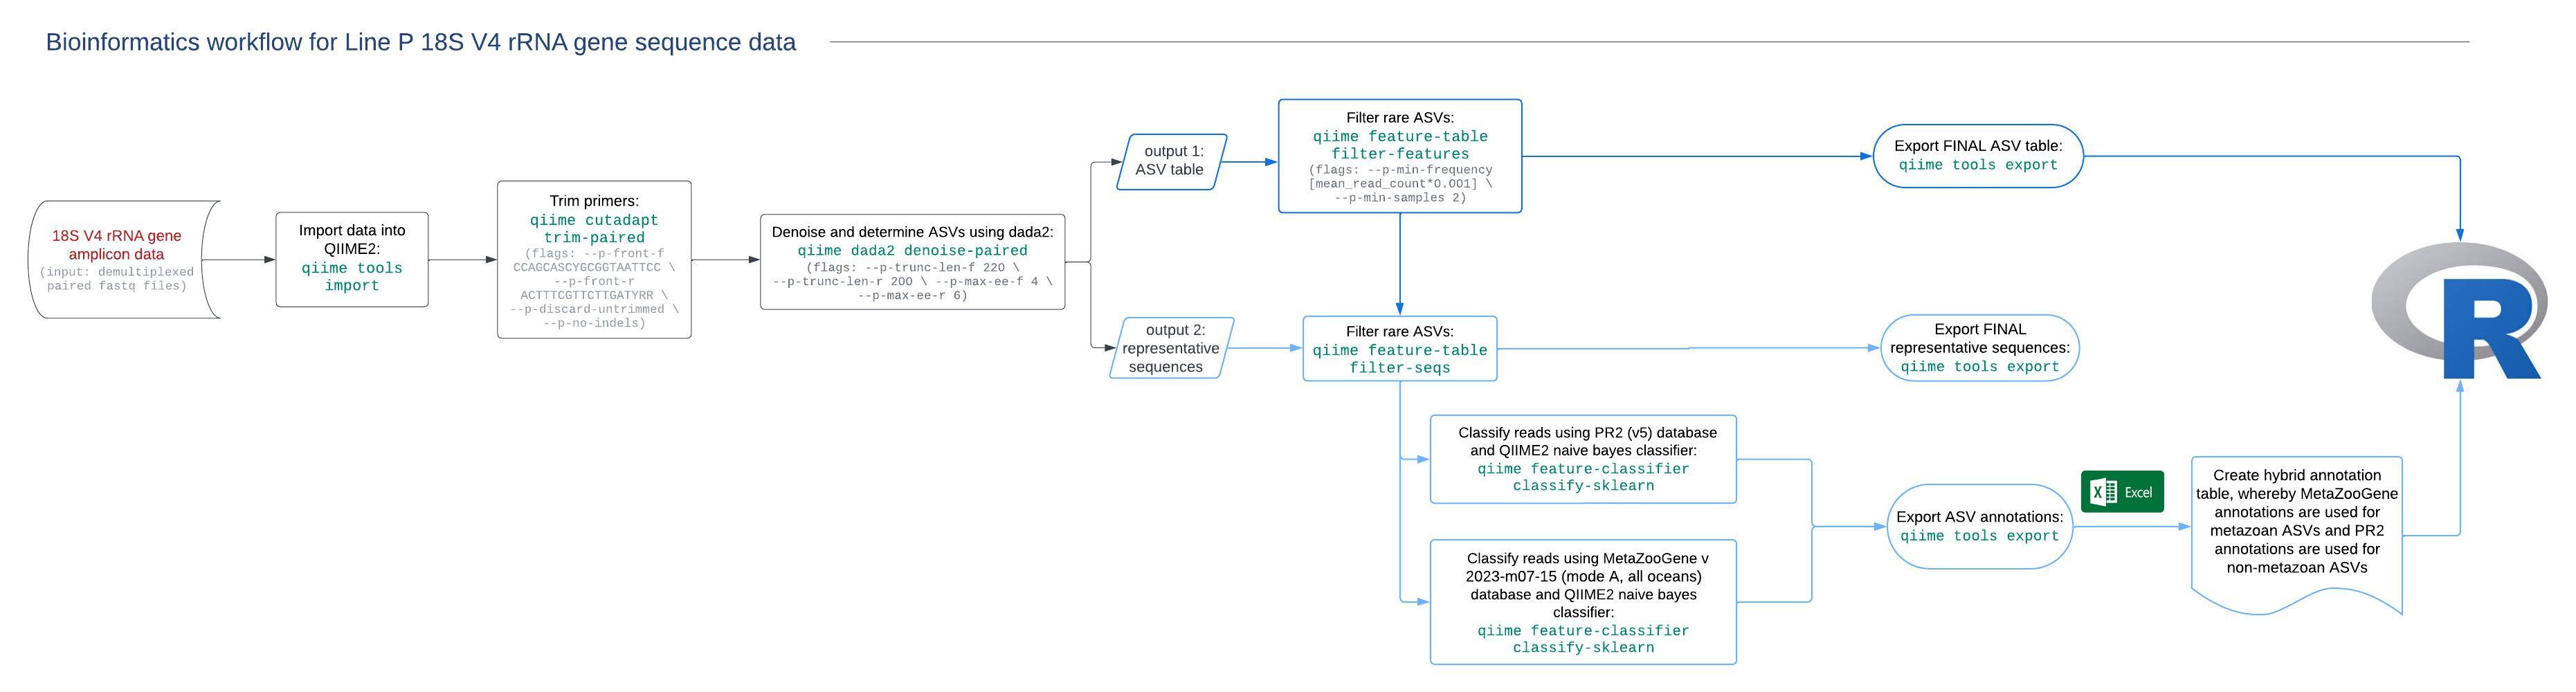 Bioinformatics workflow for Line P 18S V4 rRNA gene sequence data
18S V4 rRNA gene
amplicon data
(input: demultiplexed
paired fastq files)
Import data into
QIIME2:
qiime tools
import
Trim primers:
qiime cutadapt
trim-paired
(flags: --p-front-f
CCAGCASCYGCGGTAATTCC \
--p-front-r
ACTTTCGTTCTTGATYRR \
--p-discard-untrimmed \
--p-no-indels)
Denoise and determine ASVs using dada2:
qiime dada2 denoise-paired
(flags: --p-trunc-len-f 220 \
--p-trunc-len-r 200 \ --p-max-ee-f 4 \
--p-max-ee-r 6)
output 1:
ASV table
Filter rare ASVs:
qiime feature-table
filter-features
(flags: --p-min-frequency
[mean_read_count*0.001] \
--p-min-samples 2)
Export FINAL ASV table:
qiime tools export
output 2:
representative
sequences
Filter rare ASVs:
qiime feature-table
filter-seqs
Export FINAL
representative sequences:
qiime tools export
R
Classify reads using PR2 (v5) database
and QIIME2 naive bayes classifier:
qiime feature-classifier
classify-sklearn
Classify reads using MetaZooGene v
2023-m07-15 (mode A, all oceans)
database and QIIME2 naive bayes
classifier:
qiime feature-classifier
classify-sklearn
Export ASV annotations:
qiime tools export
X Excel
Create hybrid annotation
table, whereby MetaZooGene
annotations are used for
metazoan ASVs and PR2
annotations are used for
non-metazoan ASVs